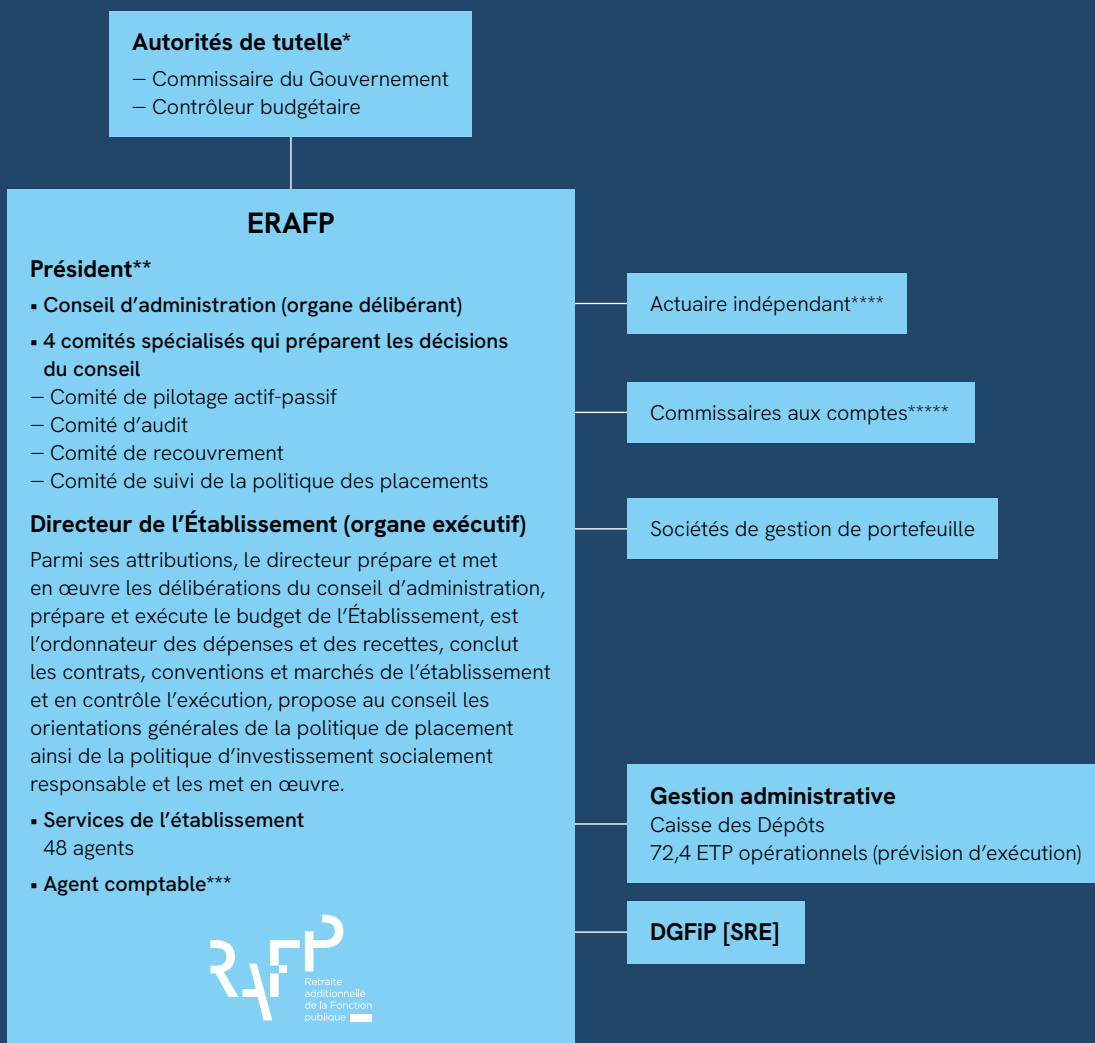 Autorités de tutelle*
– Commissaire du Gouvernement
– Contrôleur budgétaire
ERAFP
Président**
▪ Conseil d’administration (organe délibérant)
▪ 4 comités spécialisés qui préparent les décisions
du conseil
– Comité de pilotage actif-passif
– Comité d’audit
– Comité de recouvrement
– Comité de suivi de la politique des placements
Directeur de l’Établissement (organe exécutif)
Parmi ses attributions, le directeur prépare et met
en œuvre les délibérations du conseil d’administration,
prépare et exécute le budget de l’Établissement, est
l’ordonnateur des dépenses et des recettes, conclut
les contrats, conventions et marchés de l’établissement
et en contrôle l’exécution, propose au conseil les
orientations générales de la politique de placement
ainsi de la politique d’investissement socialement
responsable et les met en œuvre.
▪ Services de l’établissement
48 agents
▪ Agent comptable***
RAFP
Retraite
additionnelle
de la Fonction
publique
Actuaire indépendant****
Commissaires aux comptes*****
Sociétés de gestion de portefeuille
Gestion administrative
Caisse des Dépôts
72,4 ETP opérationnels (prévision d’exécution)
DGFiP [SRE]